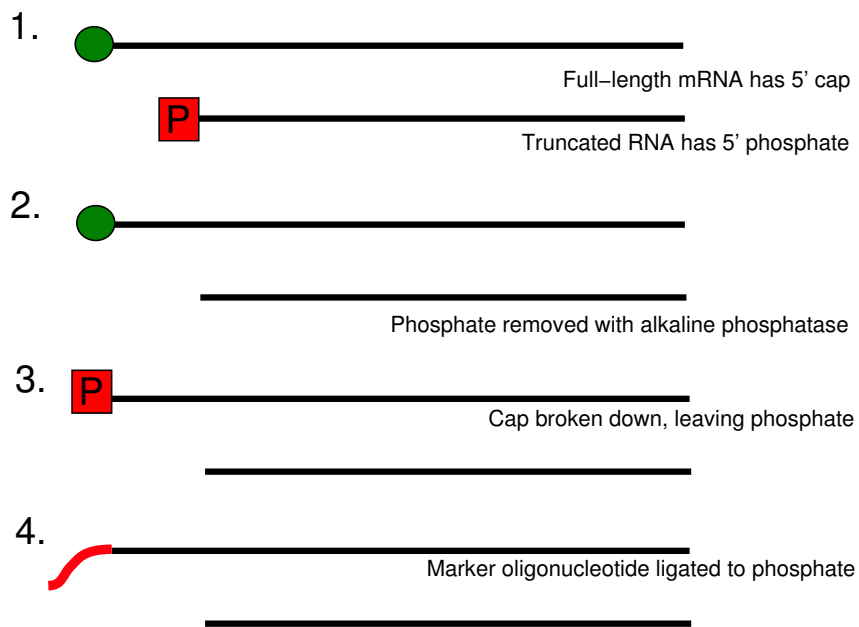 1.
Full–length mRNA has 5' cap
P
Truncated RNA has 5' phosphate
2.
Phosphate removed with alkaline phosphatase
3.
P
Cap broken down, leaving phosphate
4.
Marker oligonucleotide ligated to phosphate